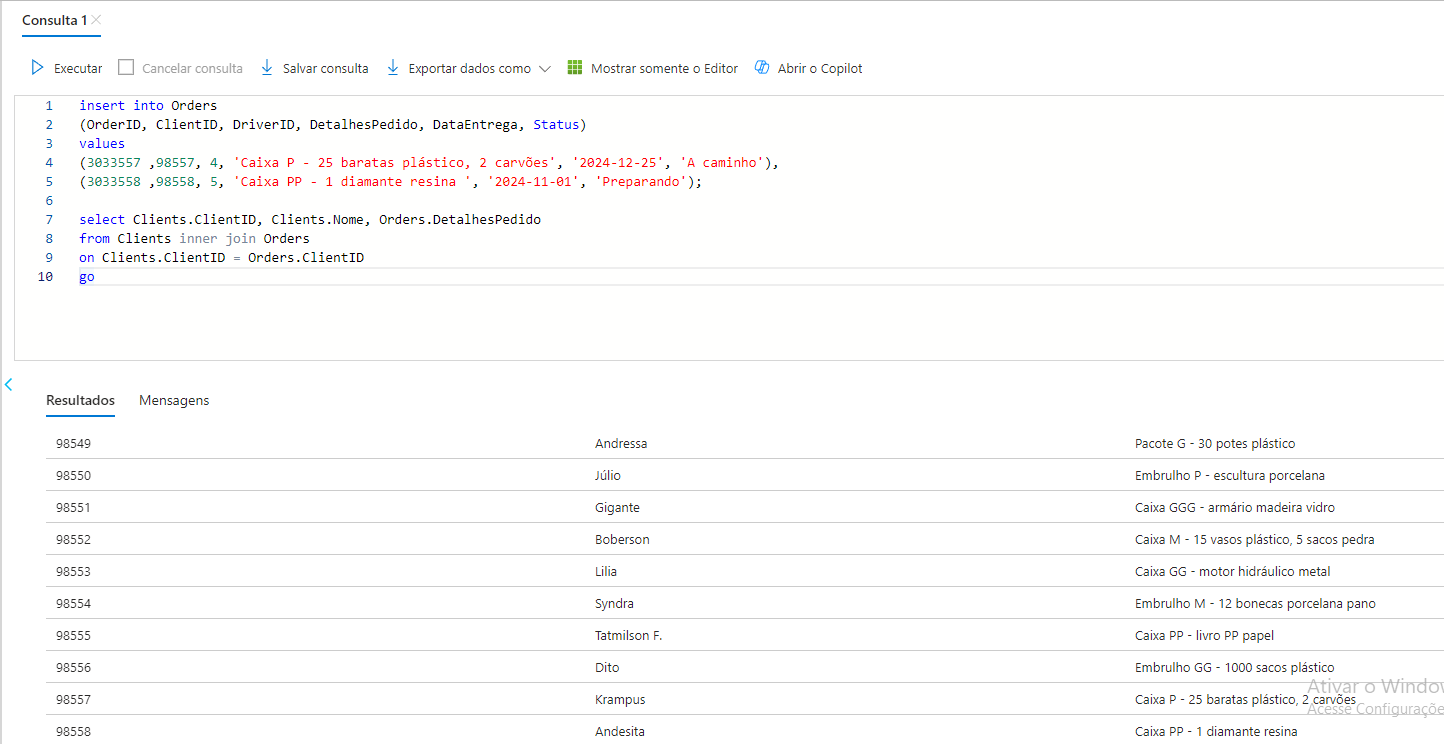 Consulta 1
Executar Cancelar consulta Salvar consulta Exportar dados como Mostrar somente o Editor Abrir o Copilot
1 insert into Orders
2 (OrderID, ClientID, DriverID, DetalhesPedido, DataEntrega, Status)
3 values
4 (3033557 ,98557, 4, 'Caixa P - 25 baratas plástico, 2 carvões', '2024-12-25', 'A caminho'),
5 (3033558 ,98558, 5, 'Caixa PP - 1 diamante resina ', '2024-11-01', 'Preparando');
6
7 select Clients.ClientID, Clients.Nome, Orders.DetalhesPedido
8 from Clients inner join Orders
9 on Clients.ClientID = Orders.ClientID
10 go
Resultados Mensagens
98549 Andressa Pacote G - 30 potes plástico
98550 Júlio Embrulho P - escultura porcelana
98551 Gigante Caixa GGG - armário madeira vidro
98552 Boberson Caixa M - 15 vasos plástico, 5 sacos pedra
98553 Lilia Caixa GG - motor hidráulico metal
98554 Syndra Embrulho M - 12 bonecas porcelana pano
98555 Tatmilson F. Caixa PP - livro PP papel
98556 Dito Embrulho GG - 1000 sacos plástico
Ativar o Window
98557 Krampus Caixa P - 25 baratas plástico, 2 carvões
Acesse Configuraçõe
98558 Andesita Caixa PP - 1 diamante resina